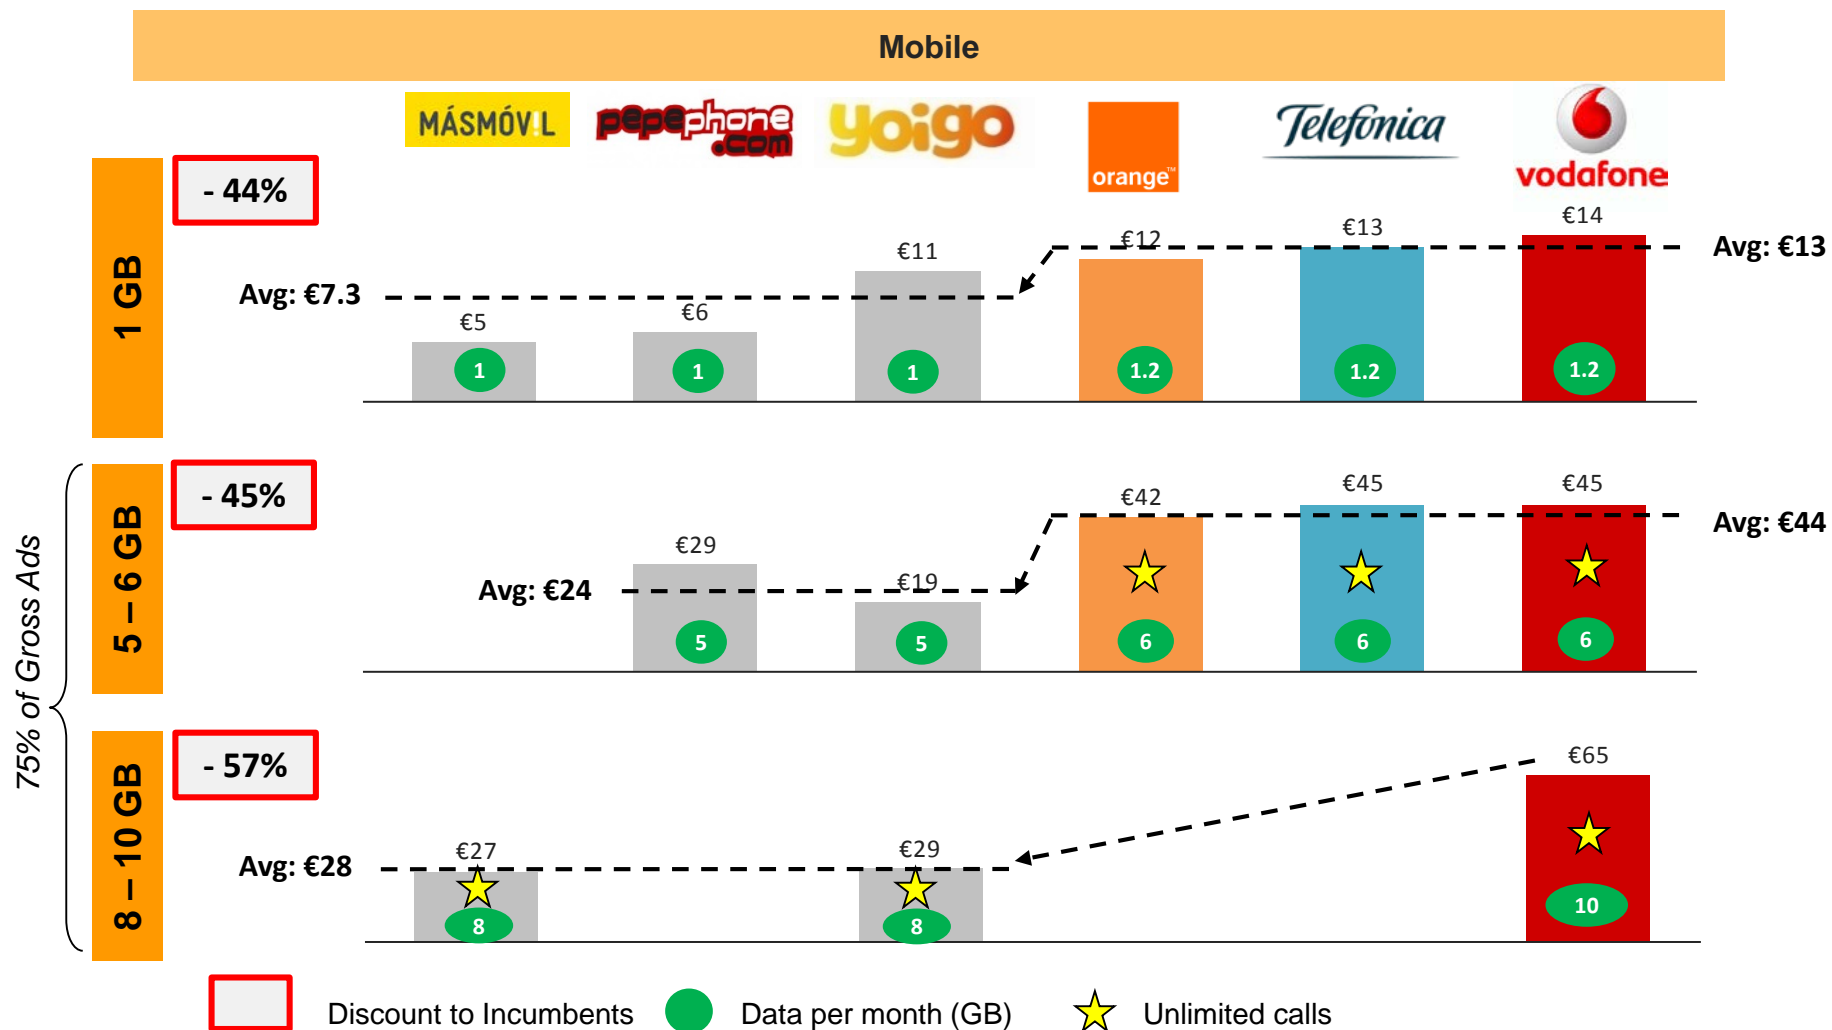 Mobile
MÁSMÓV!L
pepephone
.com
yoigo
orange™
Telefónica
vodafone
1 GB
- 44%
Avg: €7.3
€5
€6
€11
€12
€13
€14
Avg: €13
1
1
1
1.2
1.2
1.2
75% of Gross Ads
5 – 6 GB
- 45%
Avg: €24
€29
€19
€42
€45
€45
Avg: €44
5
5
6
6
6
8 – 10 GB
- 57%
Avg: €28
€27
€29
€65
8
8
10
Discount to Incumbents
Data per month (GB)
Unlimited calls